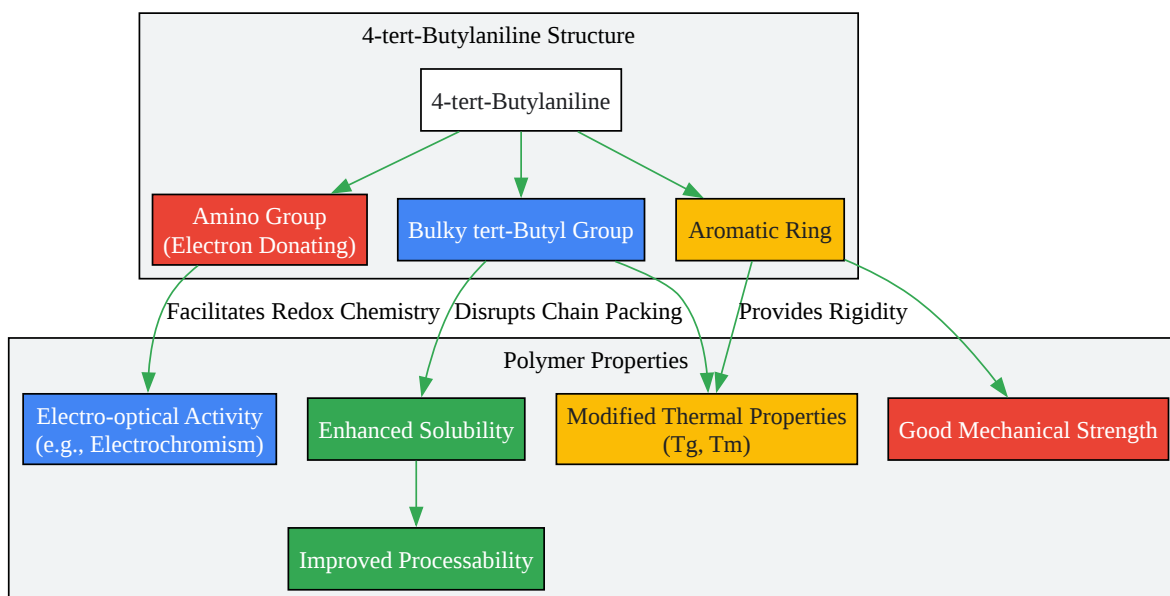 4-tert-Butylaniline Structure
4-tert-Butylaniline
Amino Group
(Electron Donating)
Bulky tert-Butyl Group
Aromatic Ring
Facilitates Redox Chemistry
Disrupts Chain Packing
Provides Rigidity
Polymer Properties
Electro-optical Activity
(e.g., Electrochromism)
Enhanced Solubility
Modified Thermal Properties
(Tg, Tm)
Good Mechanical Strength
Improved Processability